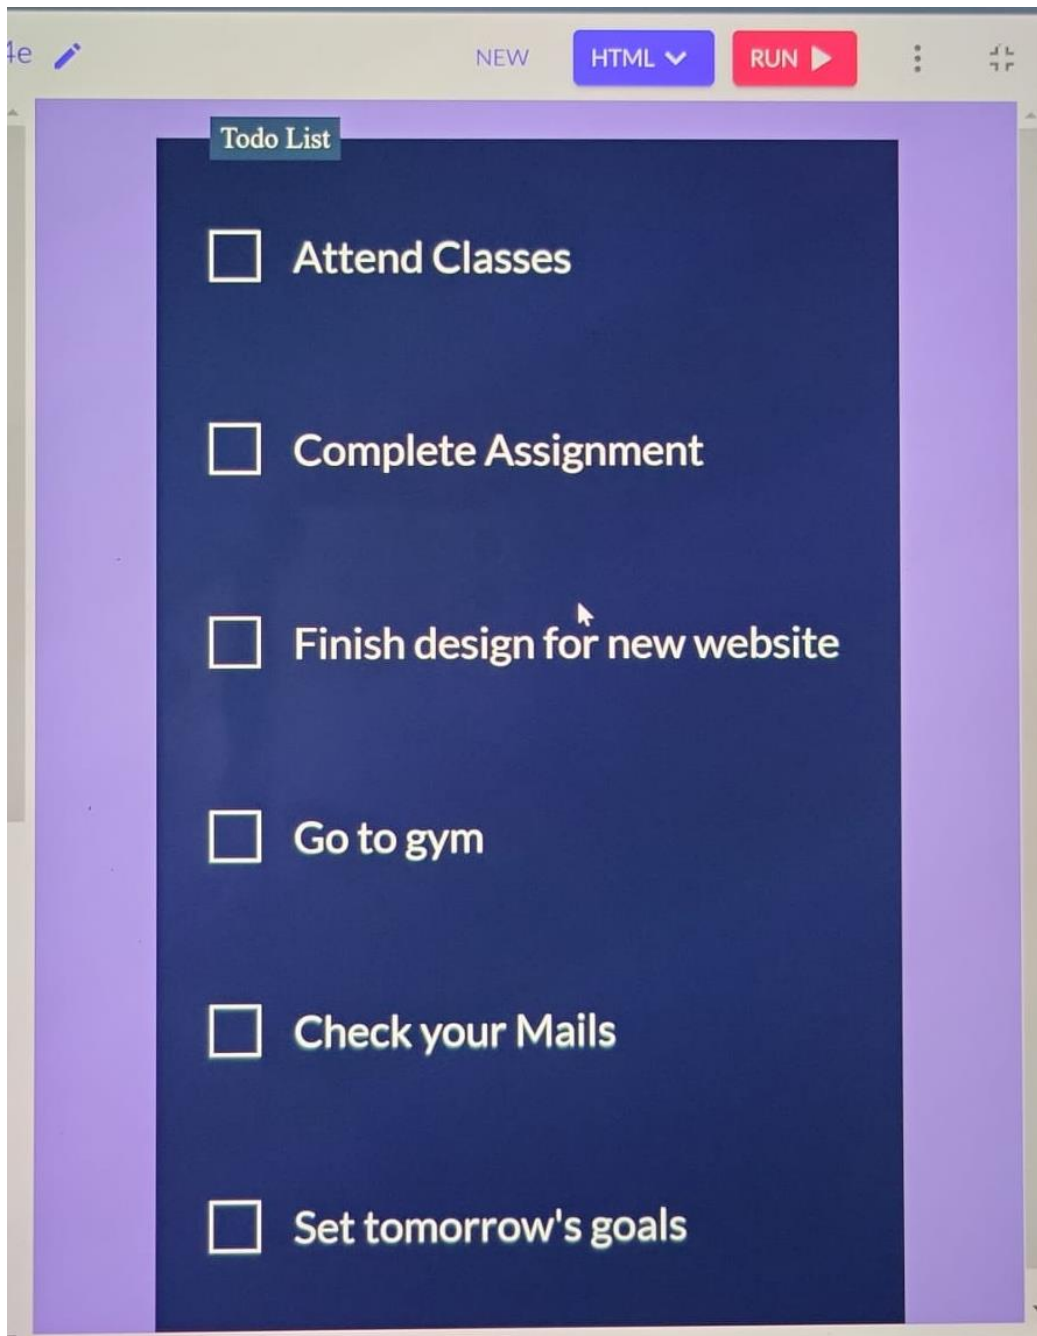 NEW HTML RUN
Todo List
Attend Classes
Complete Assignment
Finish design for new website
Go to gym
Check your Mails
Set tomorrow's goals